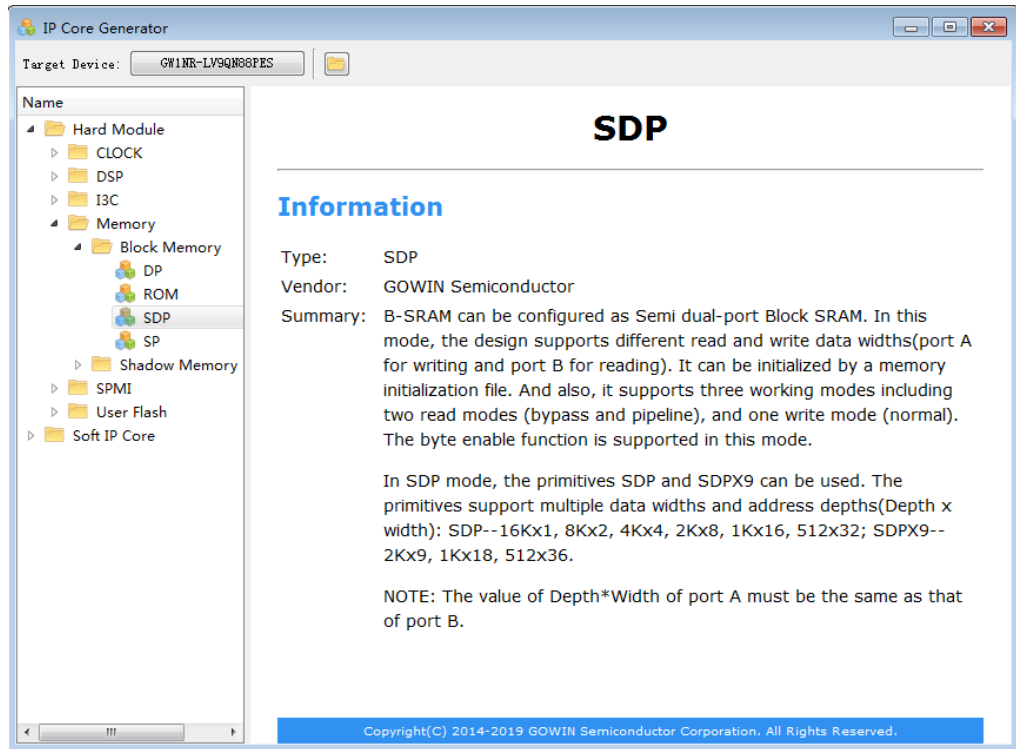 IP Core Generator
Target Device: GW1NR-LV9QN88PES
Name
Hard Module
CLOCK
DSP
I3C
Memory
Block Memory
DP
ROM
SDP
SP
Shadow Memory
SPMI
User Flash
Soft IP Core
SDP
Information
Type: SDP
Vendor: GOWIN Semiconductor
Summary: B-SRAM can be configured as Semi dual-port Block SRAM. In this
mode, the design supports different read and write data widths(port A
for writing and port B for reading). It can be initialized by a memory
initialization file. And also, it supports three working modes including
two read modes (bypass and pipeline), and one write mode (normal).
The byte enable function is supported in this mode.
In SDP mode, the primitives SDP and SDPX9 can be used. The
primitives support multiple data widths and address depths(Depth x
width): SDP--16Kx1, 8Kx2, 4Kx4, 2Kx8, 1Kx16, 512x32; SDPX9--
2Kx9, 1Kx18, 512x36.
NOTE: The value of Depth*Width of port A must be the same as that
of port B.
Copyright(C) 2014-2019 GOWIN Semiconductor Corporation. All Rights Reserved.